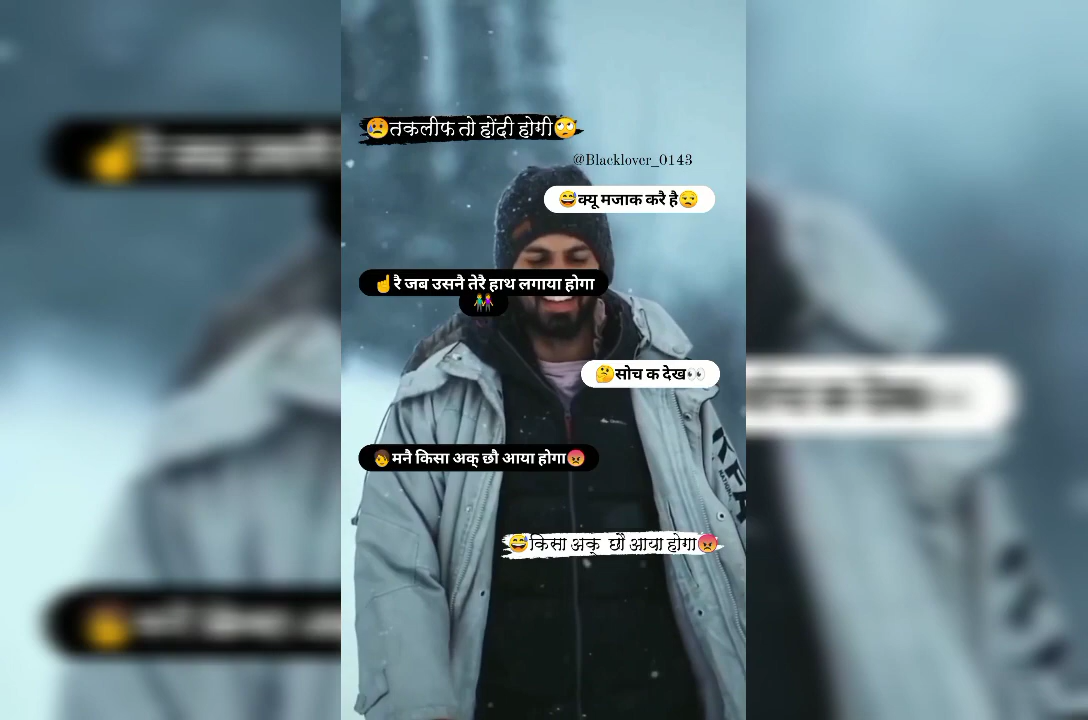 😢तकलीफ तो होंदी होगी🙄
@Blacklover_0143
😅क्यू मजाक करै है😒
☝रै जब उसनै तेरै हाथ लगाया होगा
👫
🤔सोच क देख👀
🧑मनै किसा अक् छौ आया होगा😡
😅किसा अक् छौ आया होगा😡